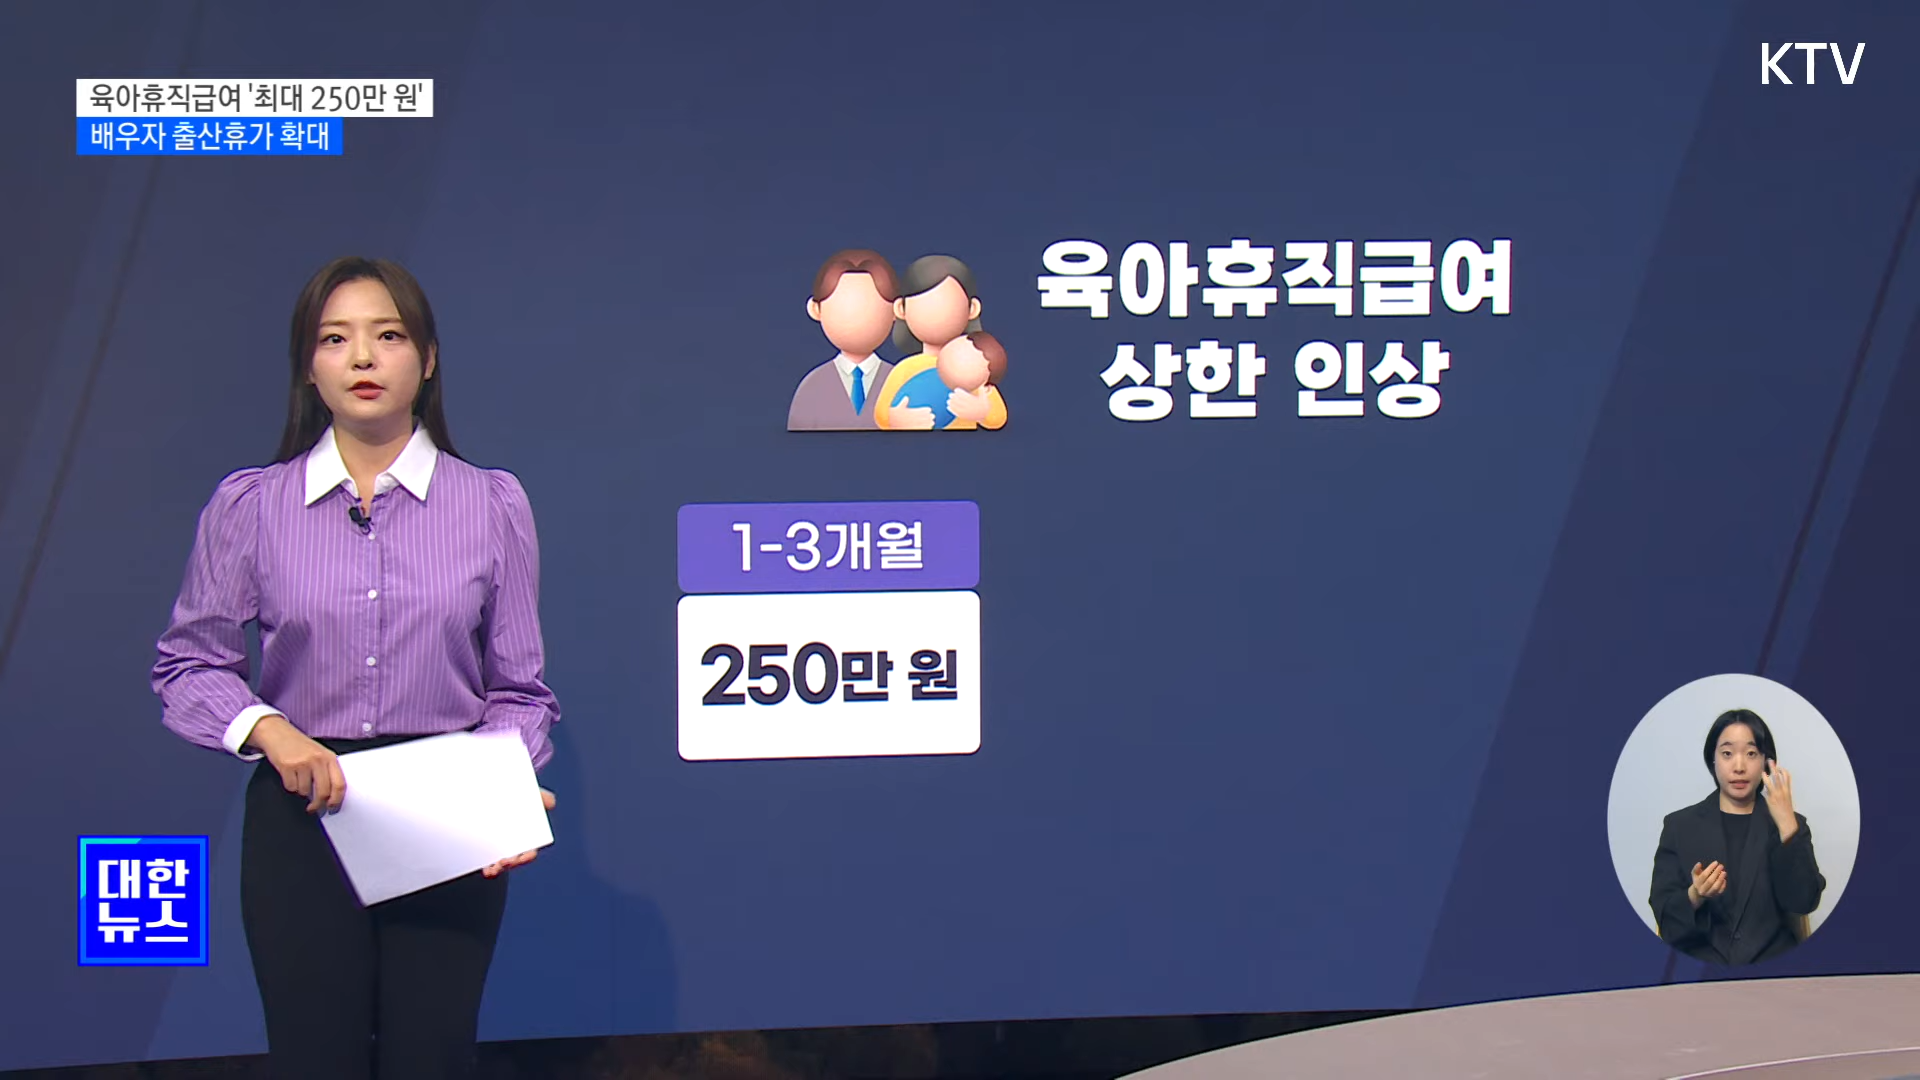 KTV
육아휴직급여 '최대 250만 원'
배우자 출산휴가 확대
육아휴직급여
상한 인상
1-3개월
250만 원
대한
뉴스